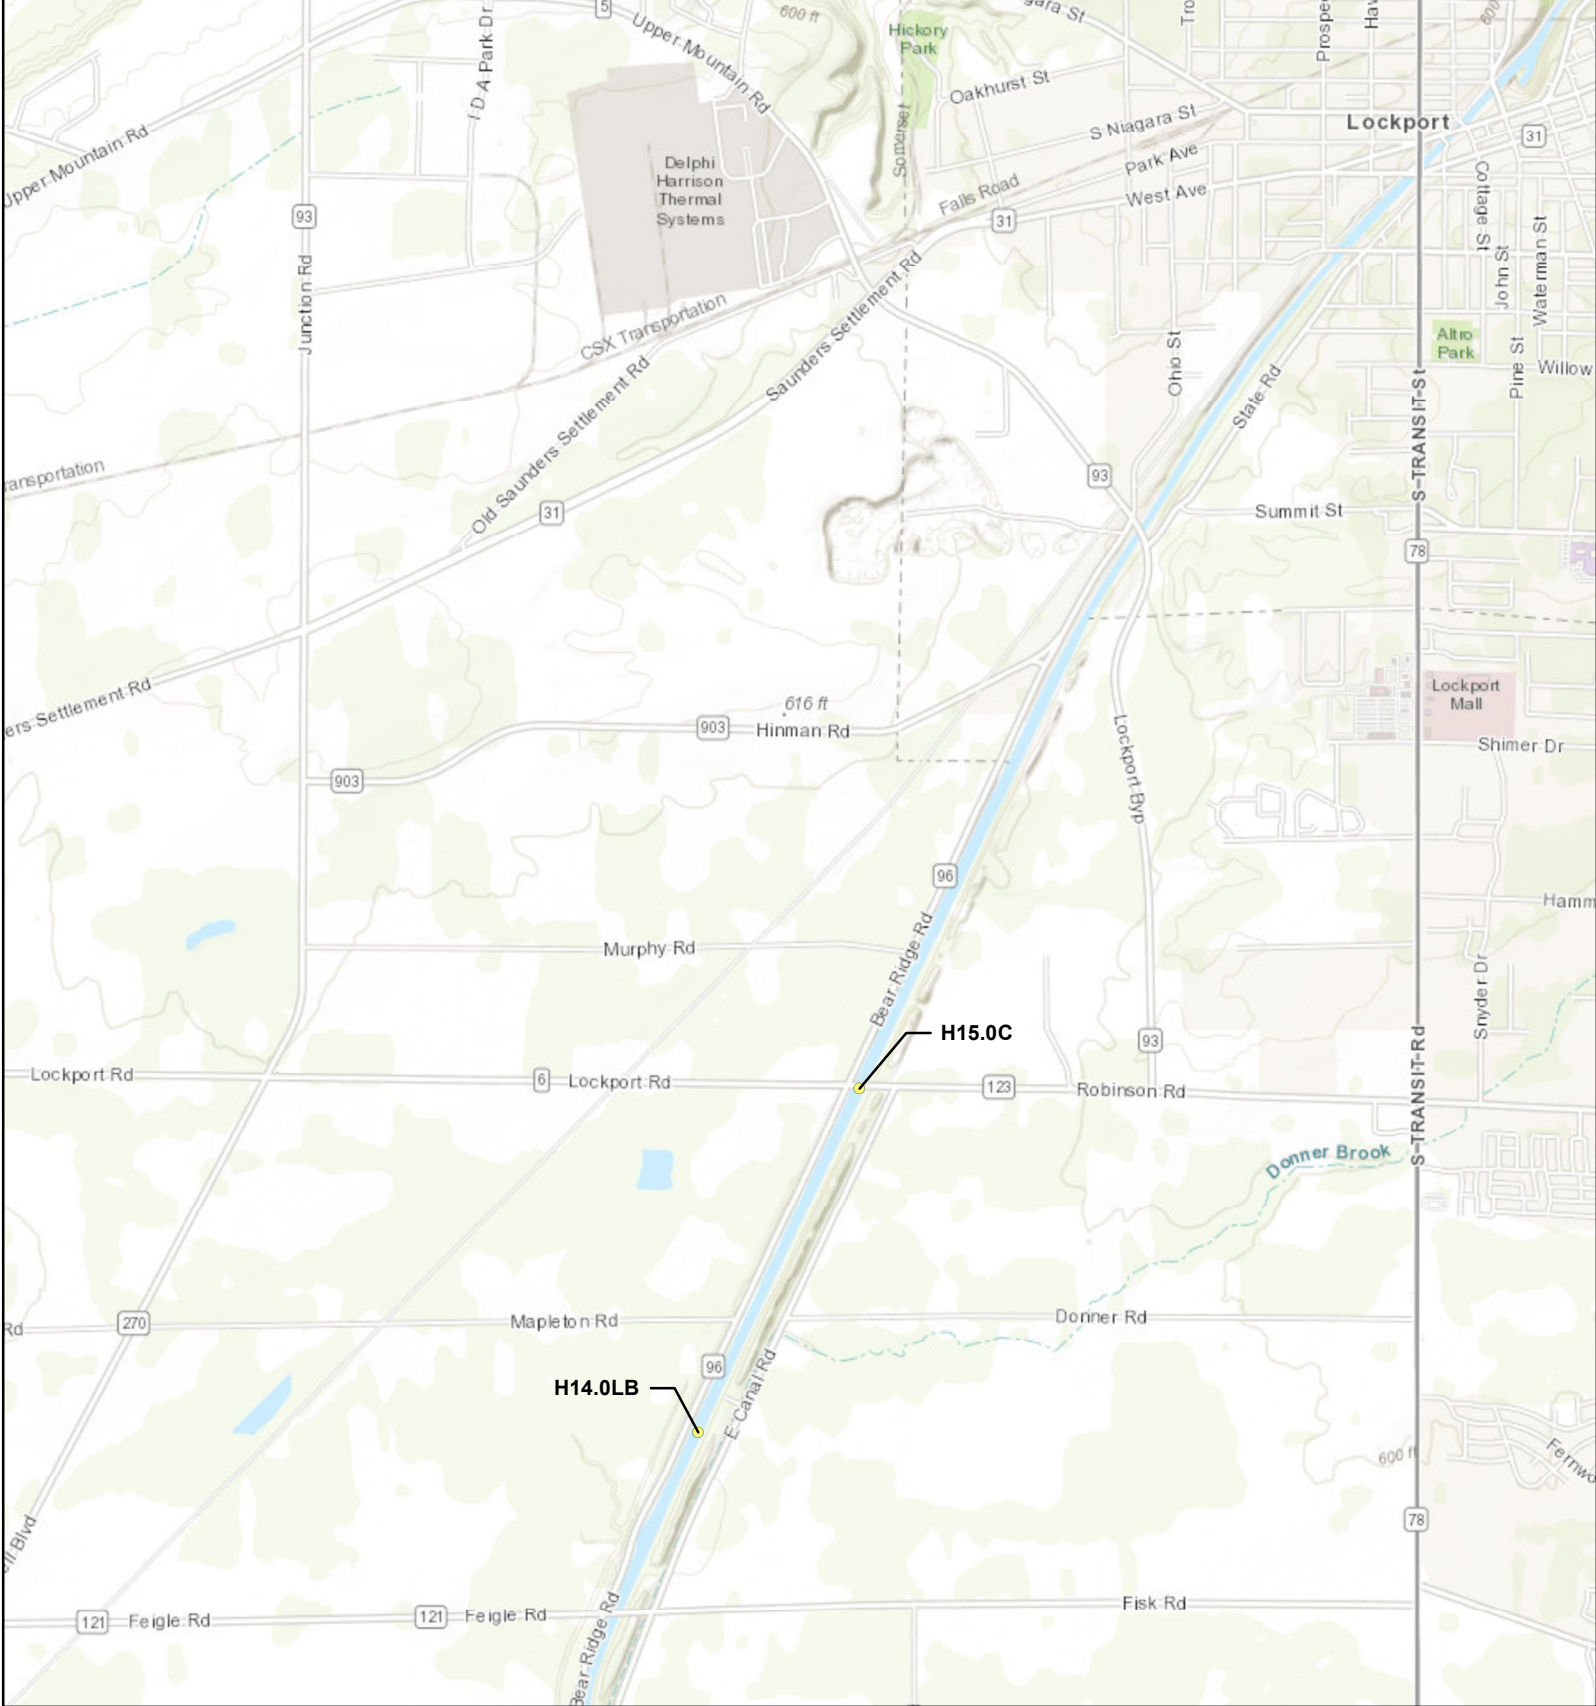 600 ft
Hickory
Park
Upper Mountain Rd
5
I D A Park Dr
Oakhurst St
S Niagara St
Park Ave
West Ave
Lockport
31
Upper Mountain Rd
Delphi
Harrison
Thermal
Systems
Somerset
Falls Road
31
93
Junction Rd
Cottage St
John St
Waterman St
CSX Transportation
Saunders Settlement Rd
Old Saunders Settlement Rd
Ohio St
State Rd
Altro
Park
Pine St
Willow
S TRANSIT St
ansportation
31
93
Summit St
78
ers Settlement Rd
616 ft
903
Hinman Rd
903
Lockport
Mall
Shimer Dr
Lockport Byp
96
Bear Ridge Rd
Murphy Rd
Hamm
Snyder Dr
H15.0C
93
S TRANSIT Rd
Lockport Rd
6
Lockport Rd
123
Robinson Rd
Donner Brook
Rd
270
Mapleton Rd
Donner Rd
96
H14.0LB
E Canal Rd
600 ft
Fernwo
78
Blvd
121
Feigle Rd
121
Feigle Rd
Fisk Rd
Bear Ridge Rd